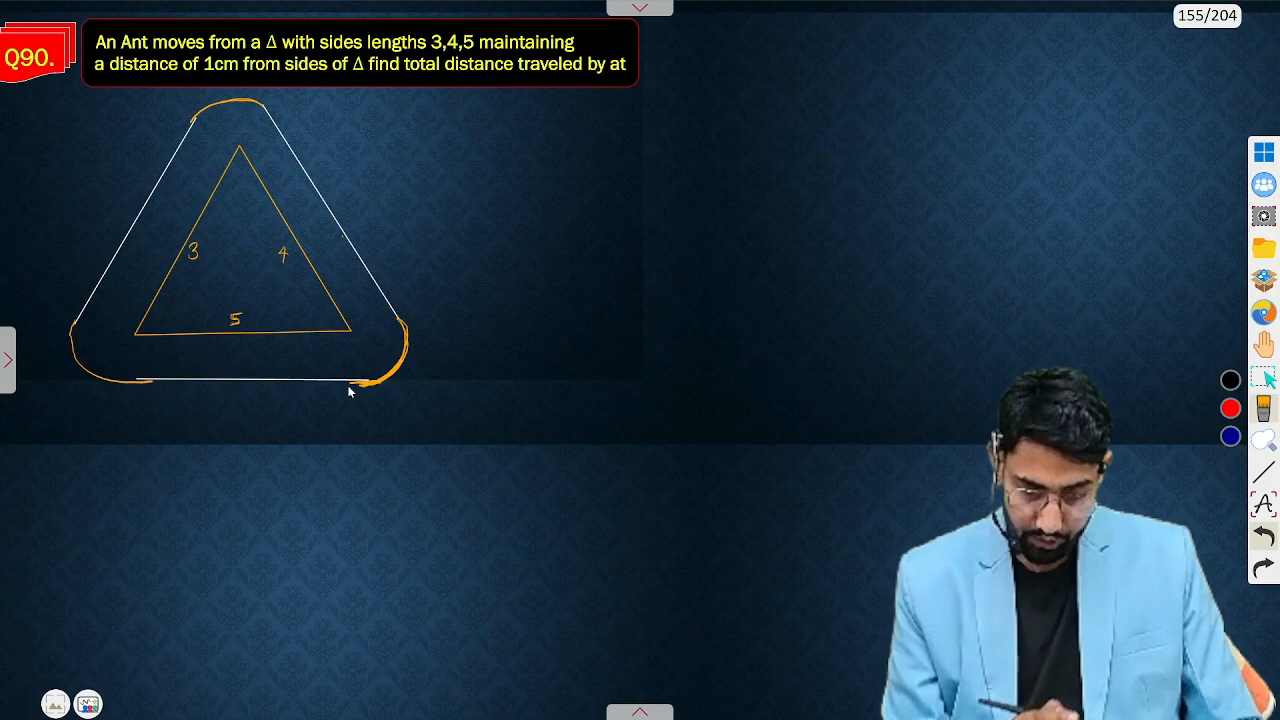 155/204
Q90.
An Ant moves from a Δ with sides lengths 3,4,5 maintaining
a distance of 1cm from sides of Δ find total distance traveled by at
3
4
5
A